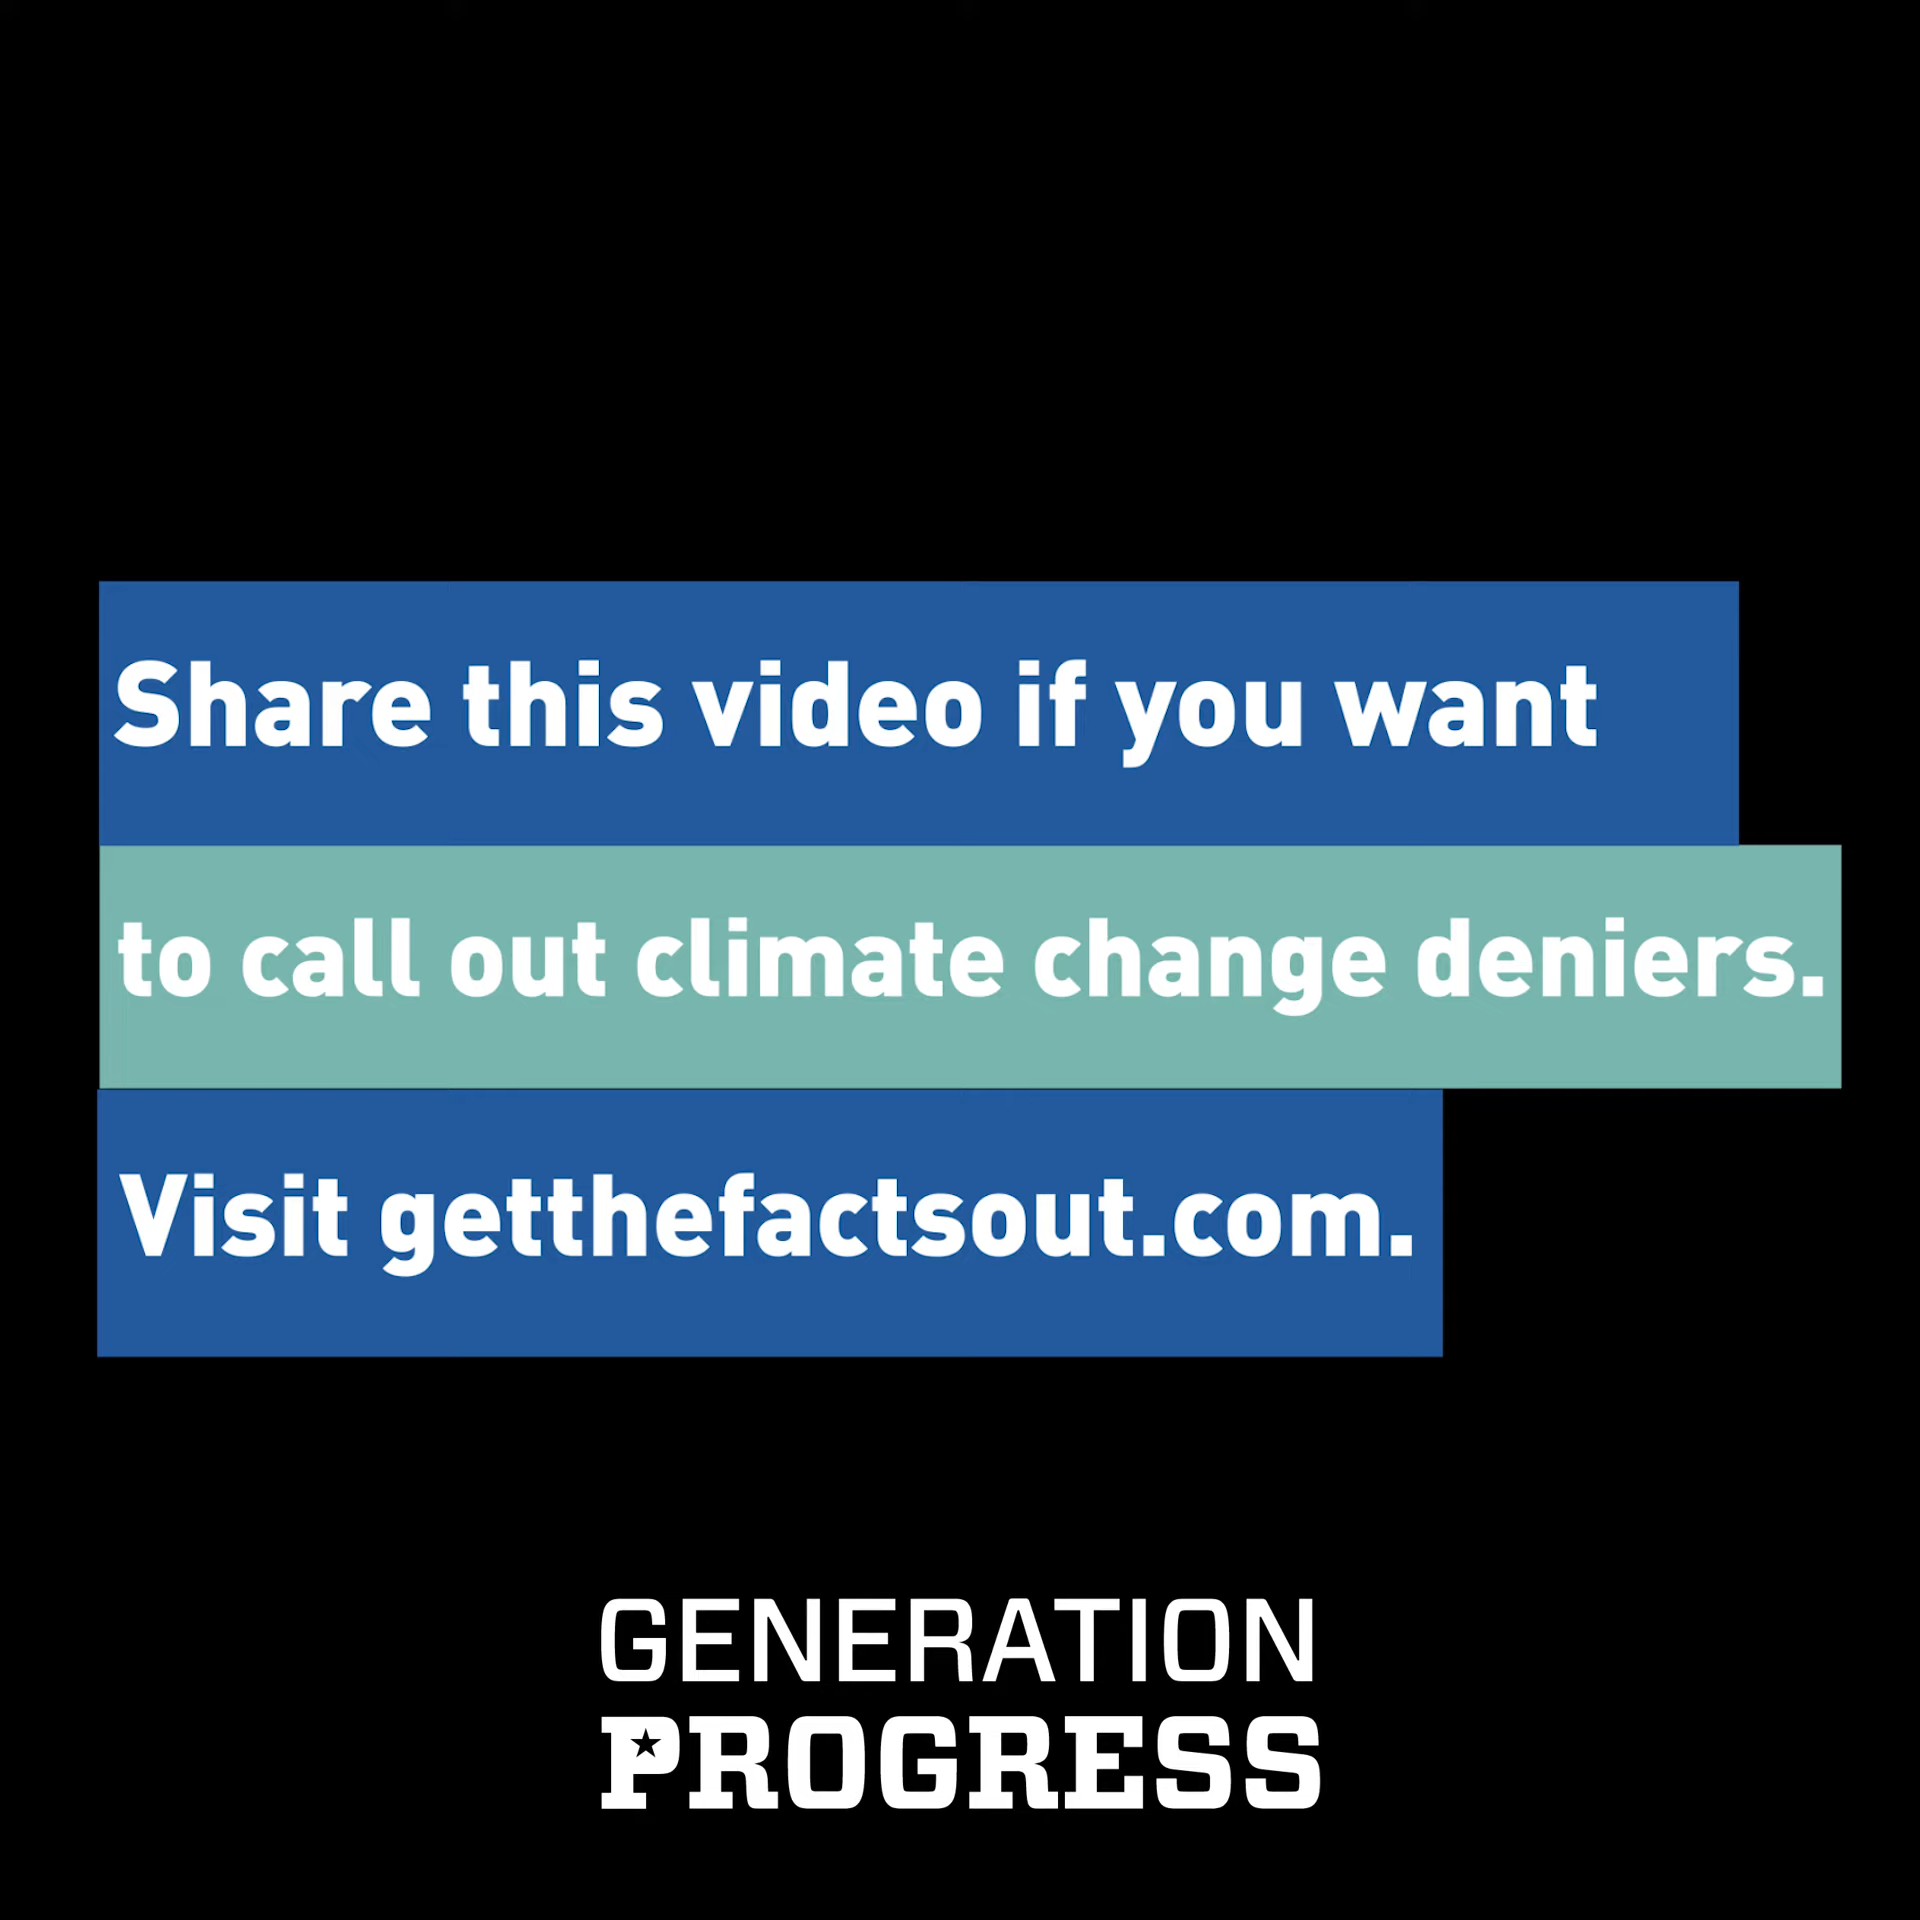 Share this video if you want
to call out climate change deniers.
Visit getthefactsout.com.
GENERATION
PROGRESS